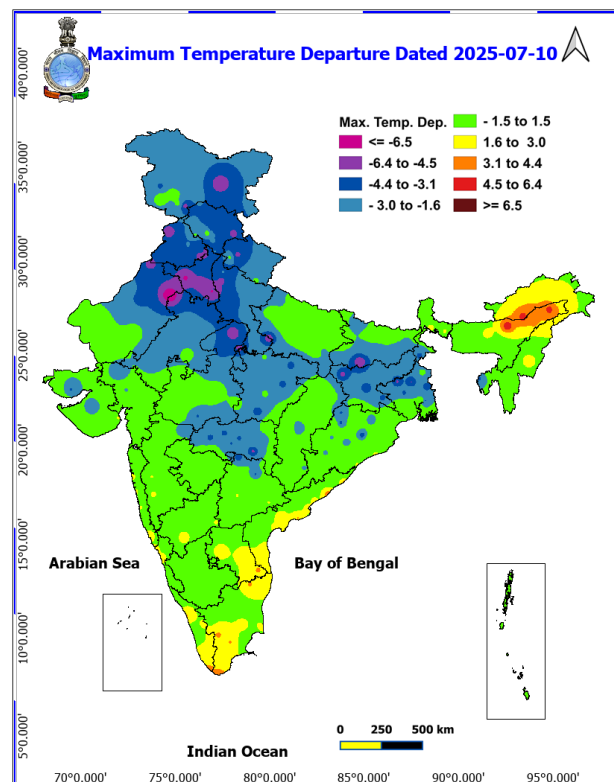 Maximum Temperature Departure Dated 2025-07-10
Max. Temp. Dep.
<= -6.5
-6.4 to -4.5
-4.4 to -3.1
- 3.0 to -1.6
- 1.5 to 1.5
1.6 to 3.0
3.1 to 4.4
4.5 to 6.4
>= 6.5
40°0.000'
35°0.000'
30°0.000'
25°0.000'
20°0.000'
15°0.000'
10°0.000'
5°0.000'
Arabian Sea
Bay of Bengal
Indian Ocean
0 250 500 km
70°0.000' 75°0.000' 80°0.000' 85°0.000' 90°0.000' 95°0.000'